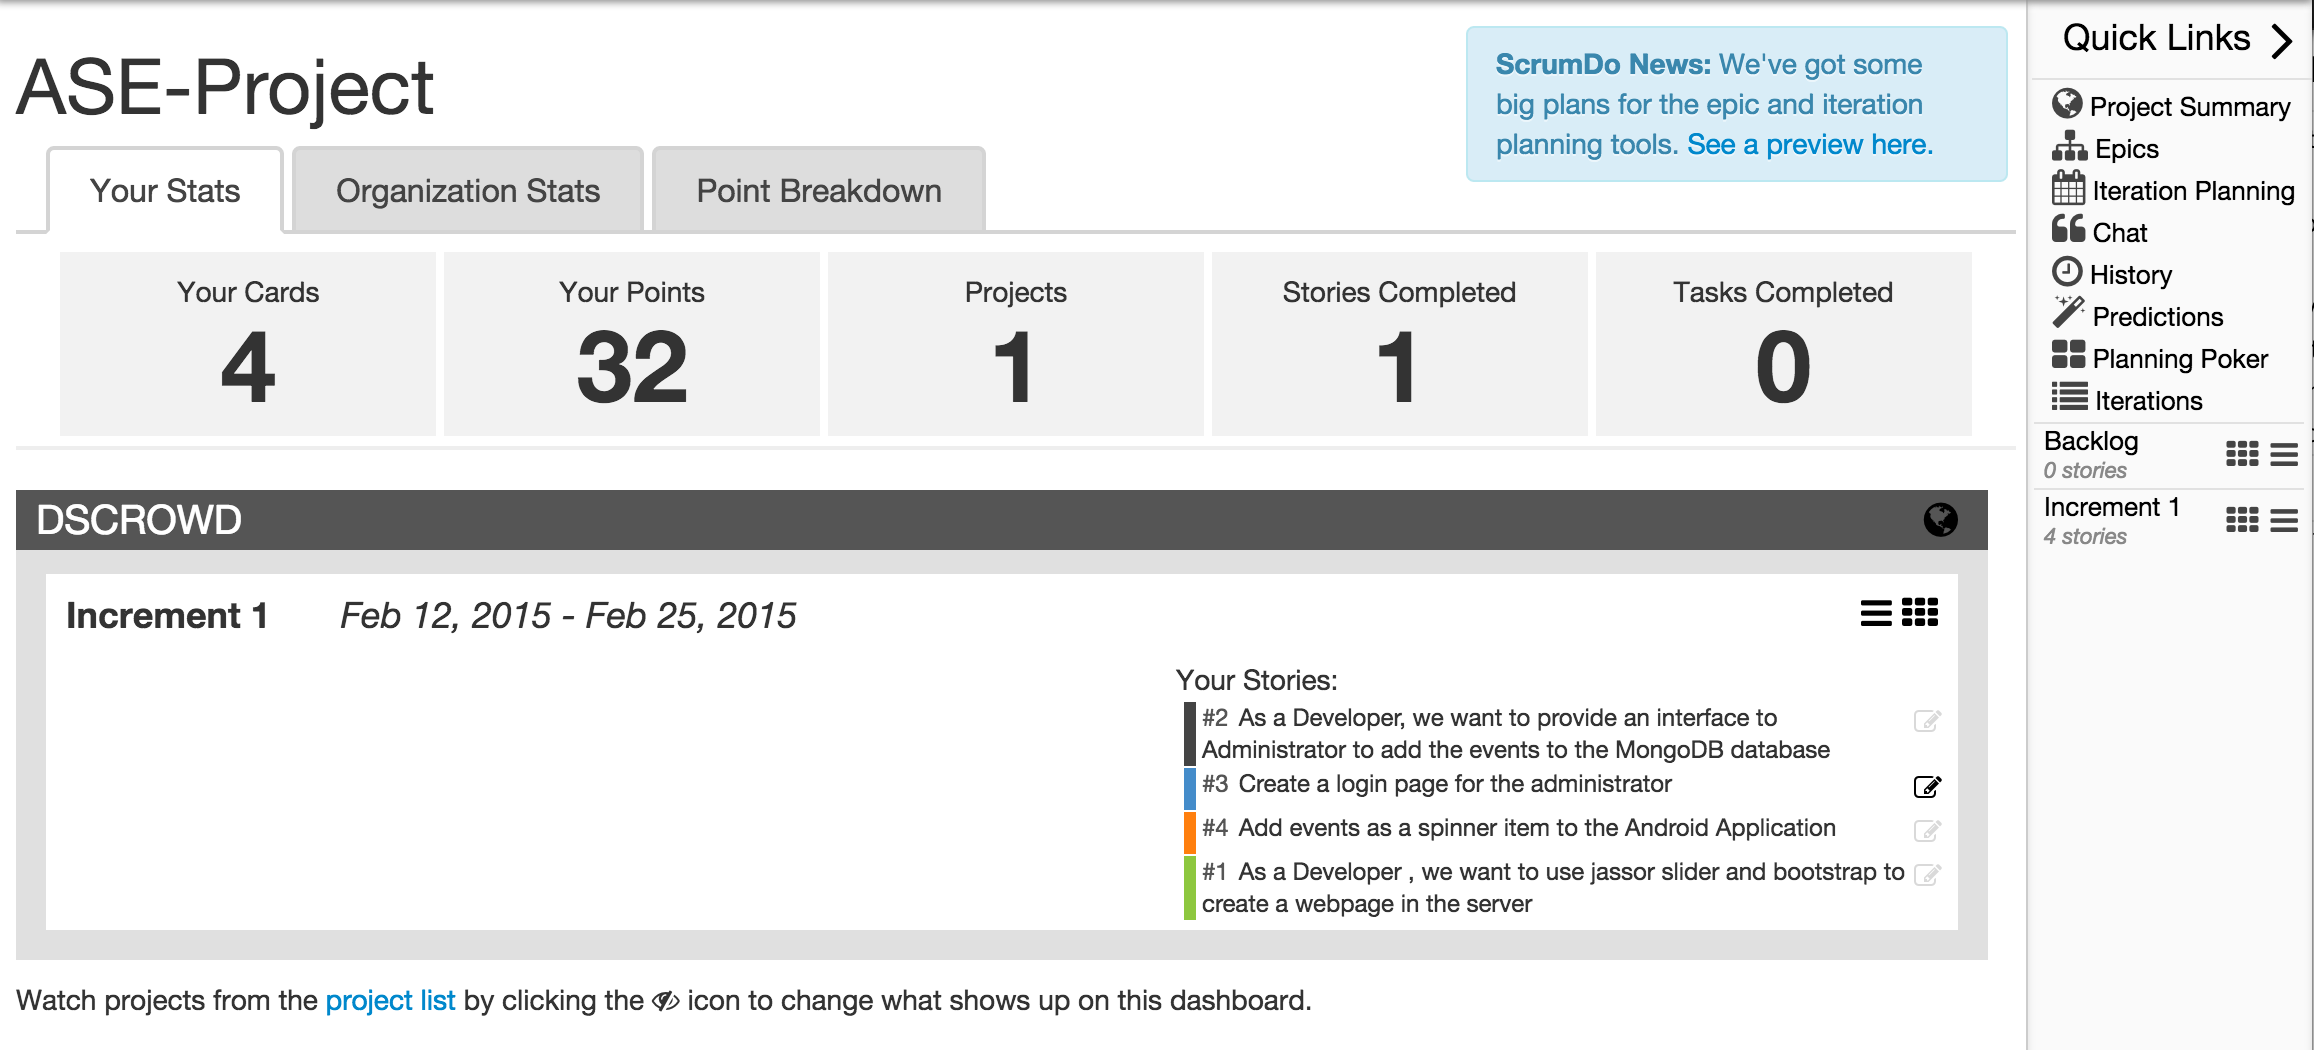 ASE-Project
ScrumDo News: We've got some
big plans for the epic and iteration
planning tools. See a preview here.
Your Stats
Organization Stats
Point Breakdown
Your Cards
4
Your Points
32
Projects
1
Stories Completed
1
Tasks Completed
0
DSCROWD
Increment 1
Feb 12, 2015 - Feb 25, 2015
Your Stories:
#2 As a Developer, we want to provide an interface to
Administrator to add the events to the MongoDB database
#3 Create a login page for the administrator
#4 Add events as a spinner item to the Android Application
#1 As a Developer , we want to use jassor slider and bootstrap to
create a webpage in the server
Watch projects from the project list by clicking the icon to change what shows up on this dashboard.
Quick Links
Project Summary
Epics
Iteration Planning
Chat
History
Predictions
Planning Poker
Iterations
Backlog
0 stories
Increment 1
4 stories